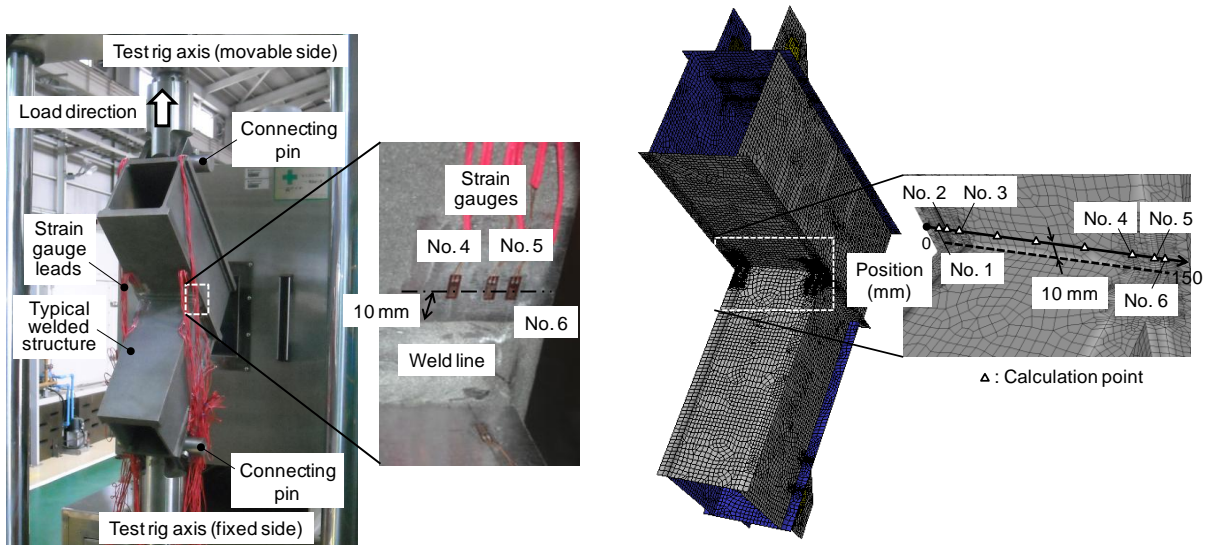 Test rig axis (movable side)
Load direction
Connecting
pin
Strain
gauge
leads
Typical
welded
structure
Connecting
pin
Test rig axis (fixed side)
Strain
gauges
No. 4
No. 5
10 mm
No. 6
Weld line
No. 2
No. 3
No. 4
No. 5
0
Position
(mm)
No. 1
10 mm
150
No. 6
△ : Calculation point